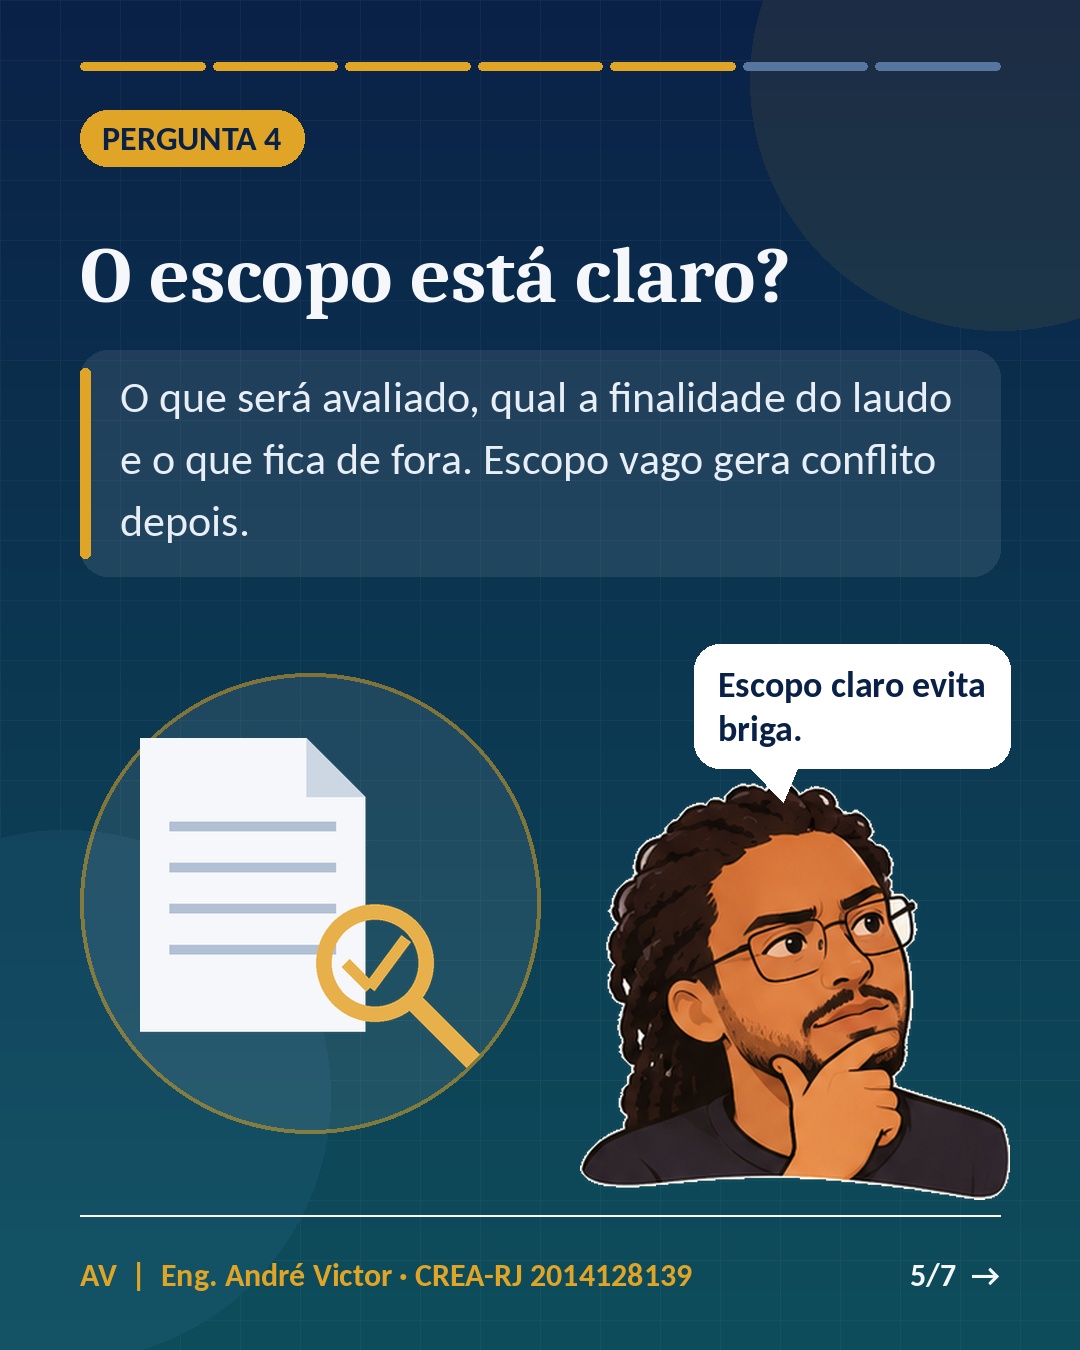 PERGUNTA 4
O escopo está claro?
O que será avaliado, qual a finalidade do laudo
e o que fica de fora. Escopo vago gera conflito
depois.
Escopo claro evita
briga.
AV | Eng. André Victor · CREA-RJ 2014128139
5/7 →